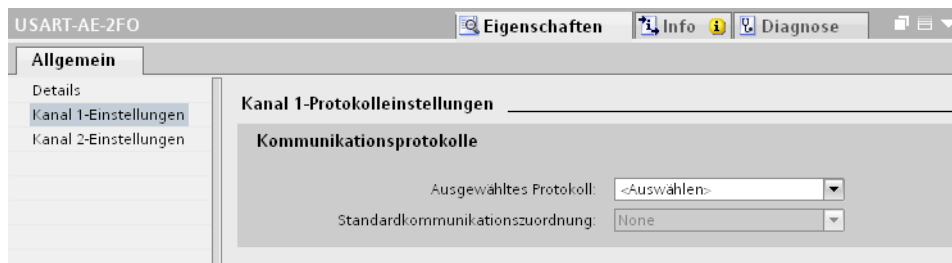 USART-AE-2FO
Eigenschaften
Info
Diagnose
Allgemein
Details
Kanal 1-Einstellungen
Kanal 2-Einstellungen
Kanal 1-Protokolleinstellungen
Kommunikationsprotokolle
Ausgewähltes Protokoll: <Auswählen>
Standardkommunikationszuordnung: None